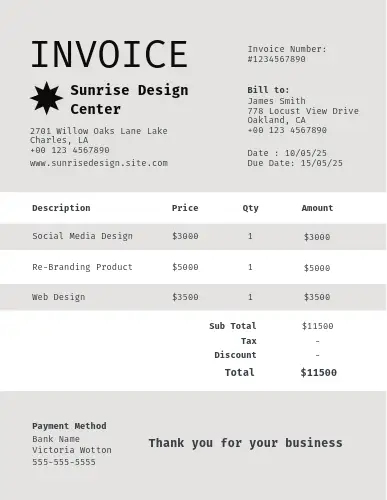 INVOICE
Invoice Number:
#1234567890
Sunrise Design
Center
Bill to:
James Smith
778 Locust View Drive
Oakland, CA
+00 123 4567890
2701 Willow Oaks Lane Lake
Charles, LA
+00 123 4567890
www.sunrisedesign.site.com
Date : 10/05/25
Due Date: 15/05/25
Description Price Qty Amount
Social Media Design $3000 1 $3000
Re-Branding Product $5000 1 $5000
Web Design $3500 1 $3500
Sub Total $11500
Tax -
Discount -
Total $11500
Payment Method
Bank Name
Victoria Wotton
555-555-5555
Thank you for your business